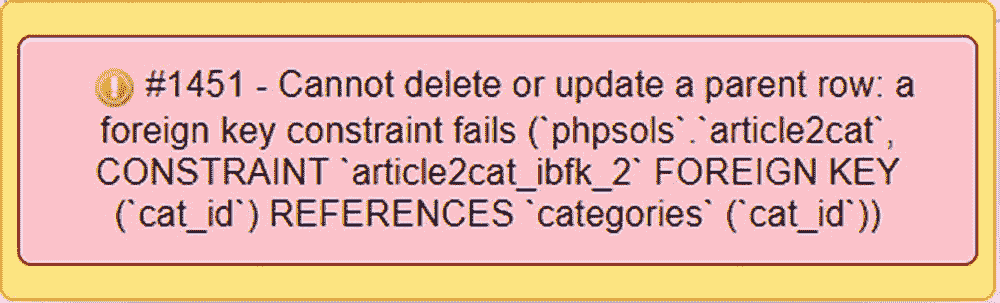 #1451 - Cannot delete or update a parent row: a
foreign key constraint fails (`phpsols`.`article2cat`,
CONSTRAINT `article2cat_ibfk_2` FOREIGN KEY
(`cat_id`) REFERENCES `categories` (`cat_id`))